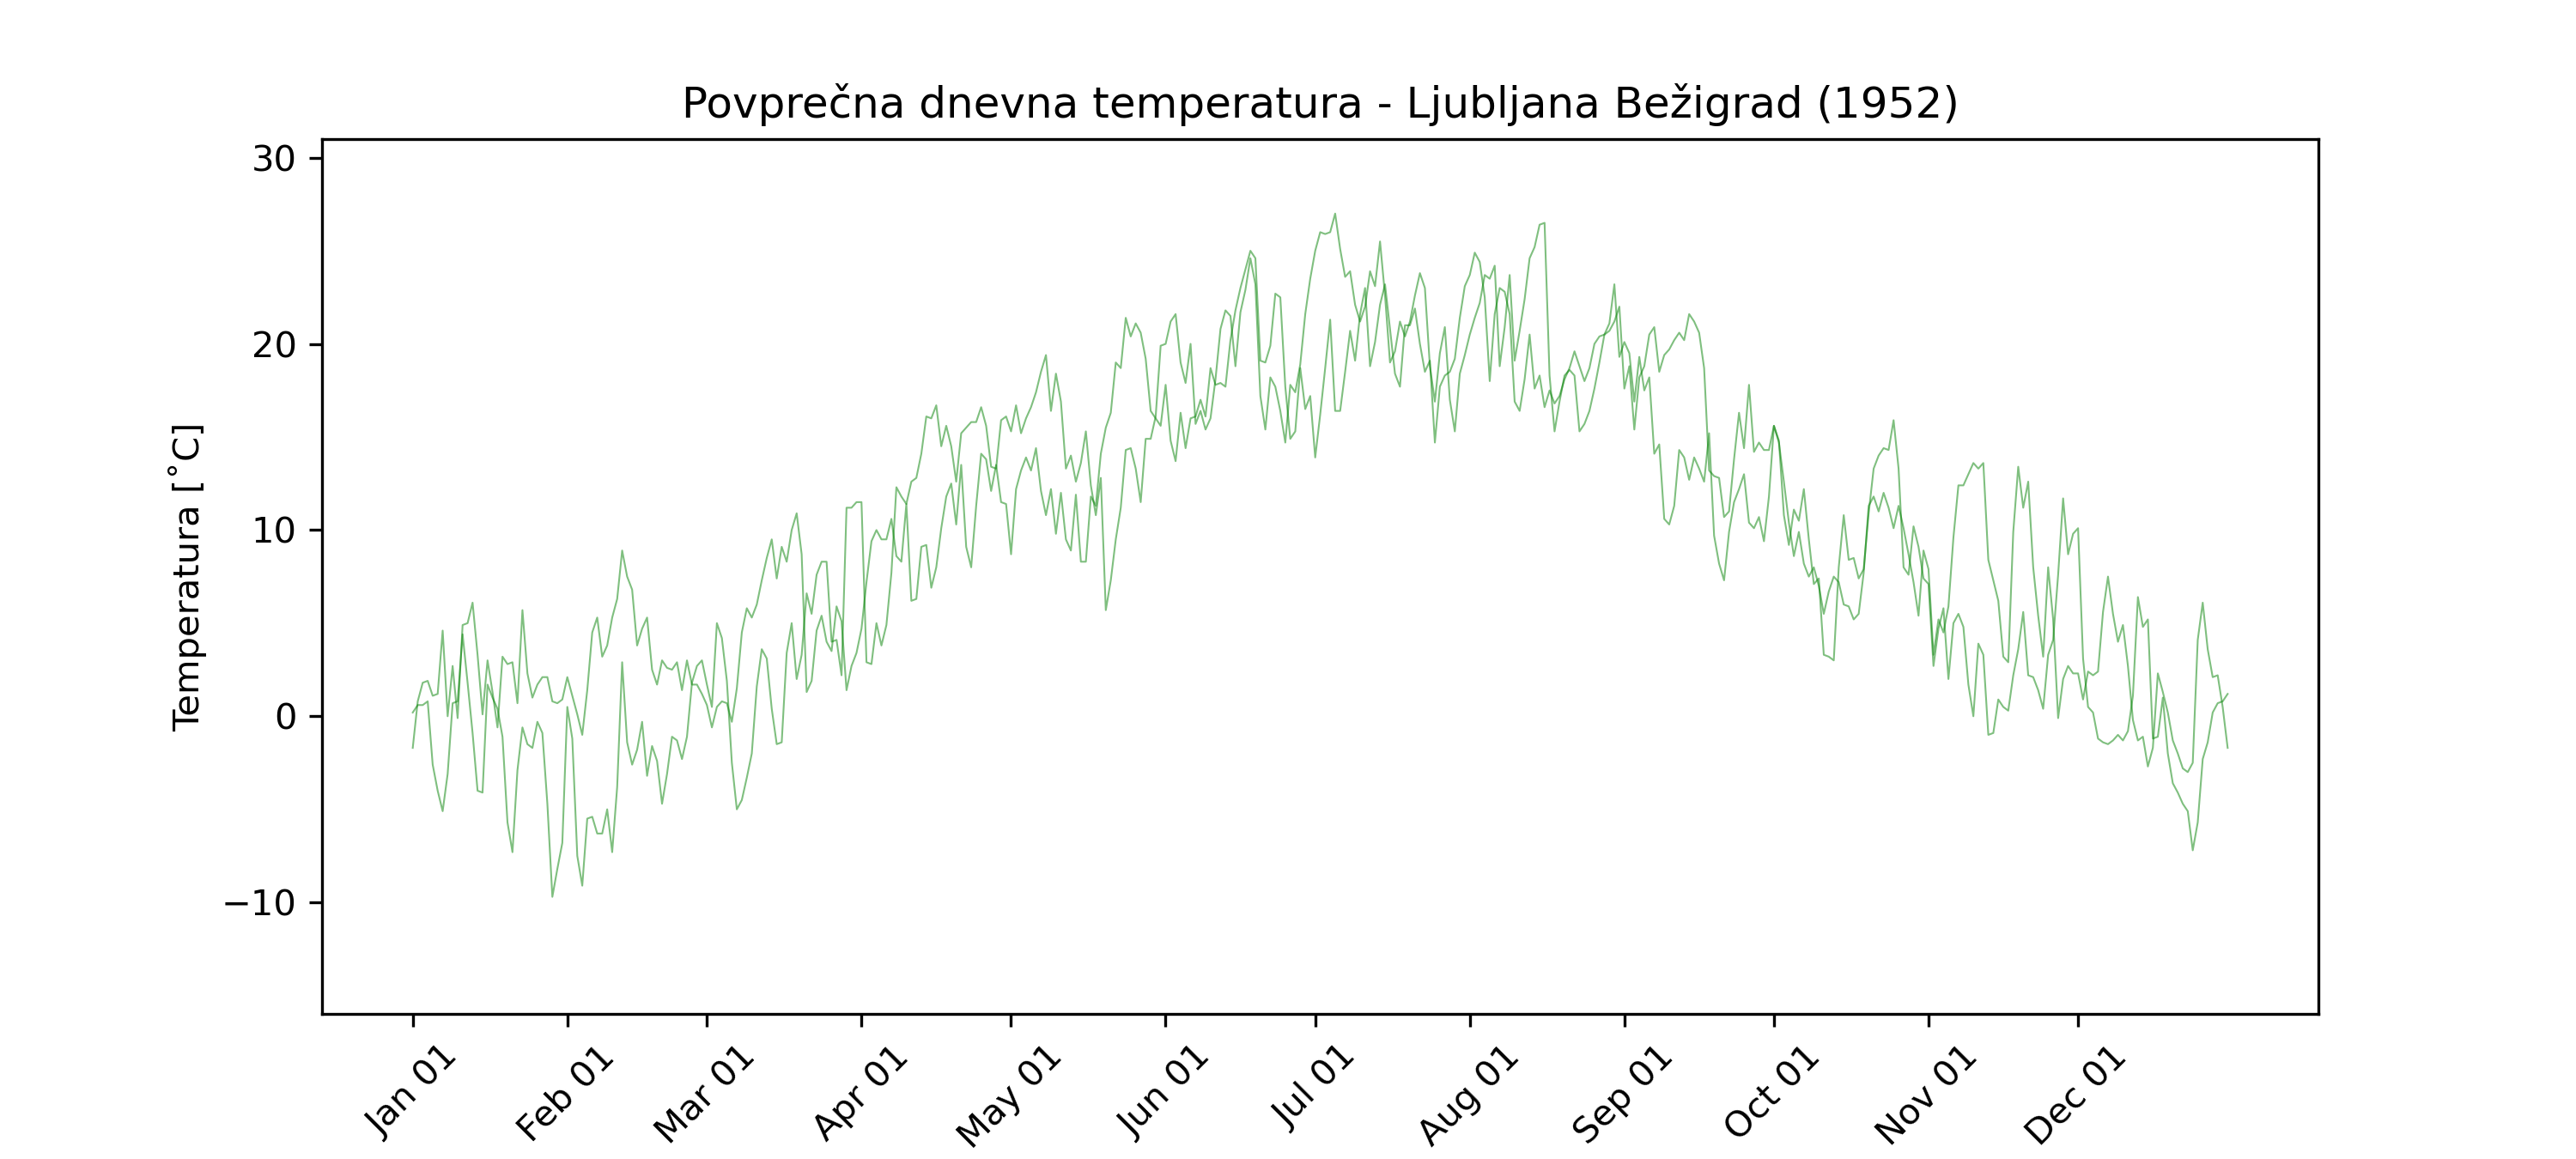 Povprečna dnevna temperatura - Ljubljana Bežigrad (1952)
30
20
10
0
−10
Temperatura [˚C]
Jan 01
Feb 01
Mar 01
Apr 01
May 01
Jun 01
Jul 01
Aug 01
Sep 01
Oct 01
Nov 01
Dec 01